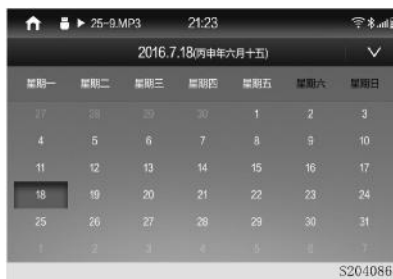 25-9.MP3 21:23
2016.7.18(丙申年六月十五)
星期一 星期二 星期三 星期四 星期五 星期六 星期日
27 28 29 30 1 2 3
4 5 6 7 8 9 10
11 12 13 14 15 16 17
18 19 20 21 22 23 24
25 26 27 28 29 30 31
1 2 3 4 5 6 7
S204086